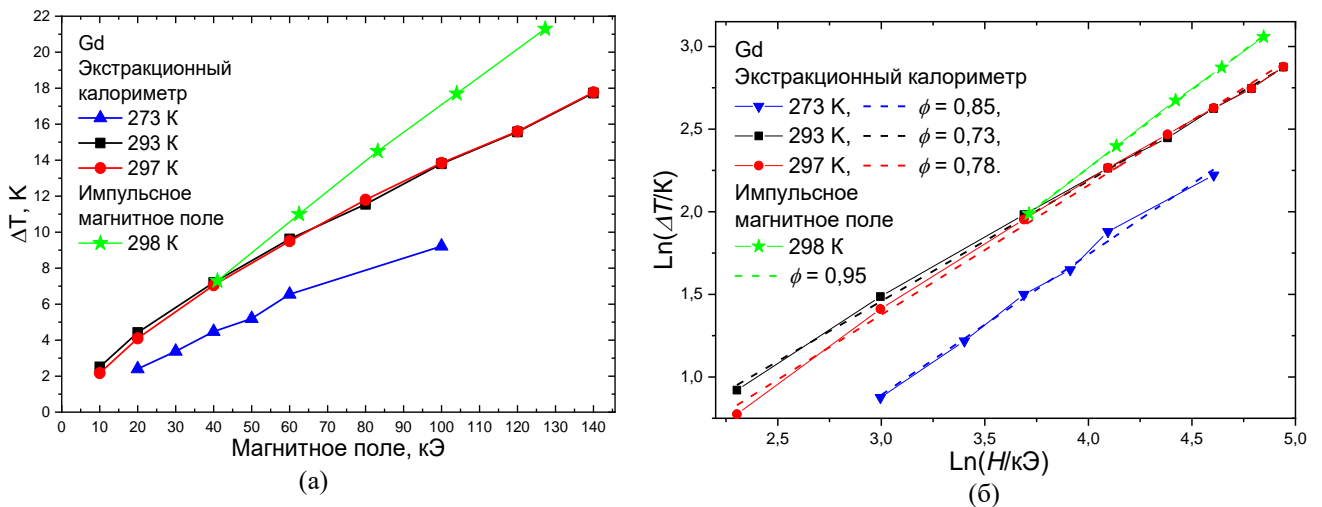 22
20
18
16
14
12
10
8
6
4
2
0
ΔT, K
Gd
Экстракционный
калориметр
273 К
293 К
297 К
Импульсное
магнитное поле
298 К
0 10 20 30 40 50 60 70 80 90 100 110 120 130 140
Магнитное поле, кЭ
(а)
3,0
2,5
2,0
1,5
1,0
Ln(ΔT/К)
Gd
Экстракционный калориметр
273 K, ϕ = 0,85,
293 K, ϕ = 0,73,
297 K, ϕ = 0,78.
Импульсное
магнитное поле
298 К
ϕ = 0,95
2,5 3,0 3,5 4,0 4,5 5,0
Ln(H/кЭ)
(б)